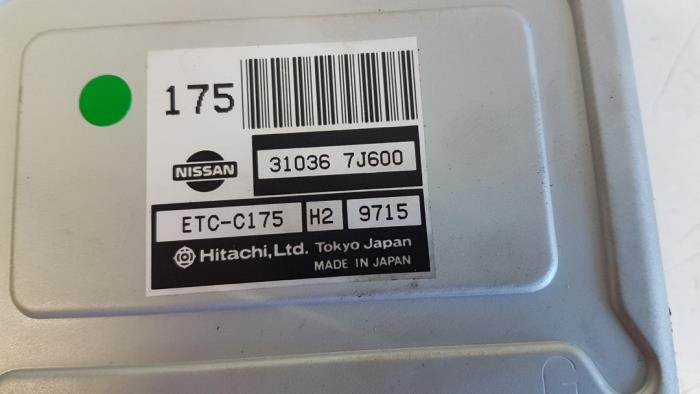 175
NISSAN
31036 7J600
ETC-C175 H2 9715
Hitachi, Ltd. Tokyo Japan
MADE IN JAPAN
G